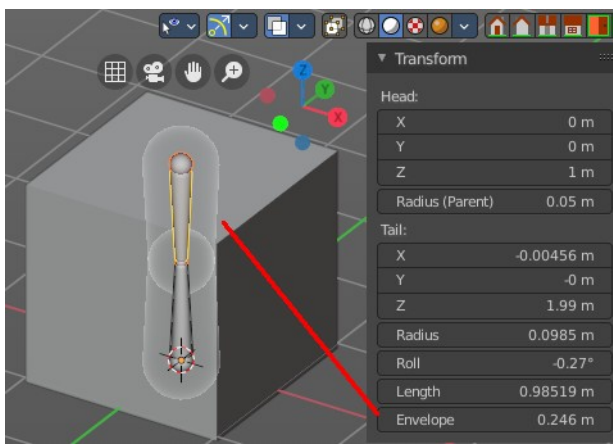 Transform
Head:
X 0 m
Y 0 m
Z 1 m
Radius (Parent) 0.05 m
Tail:
X -0.00456 m
Y -0 m
Z 1.99 m
Radius 0.0985 m
Roll -0.27°
Length 0.98519 m
Envelope 0.246 m
Z
Y
X